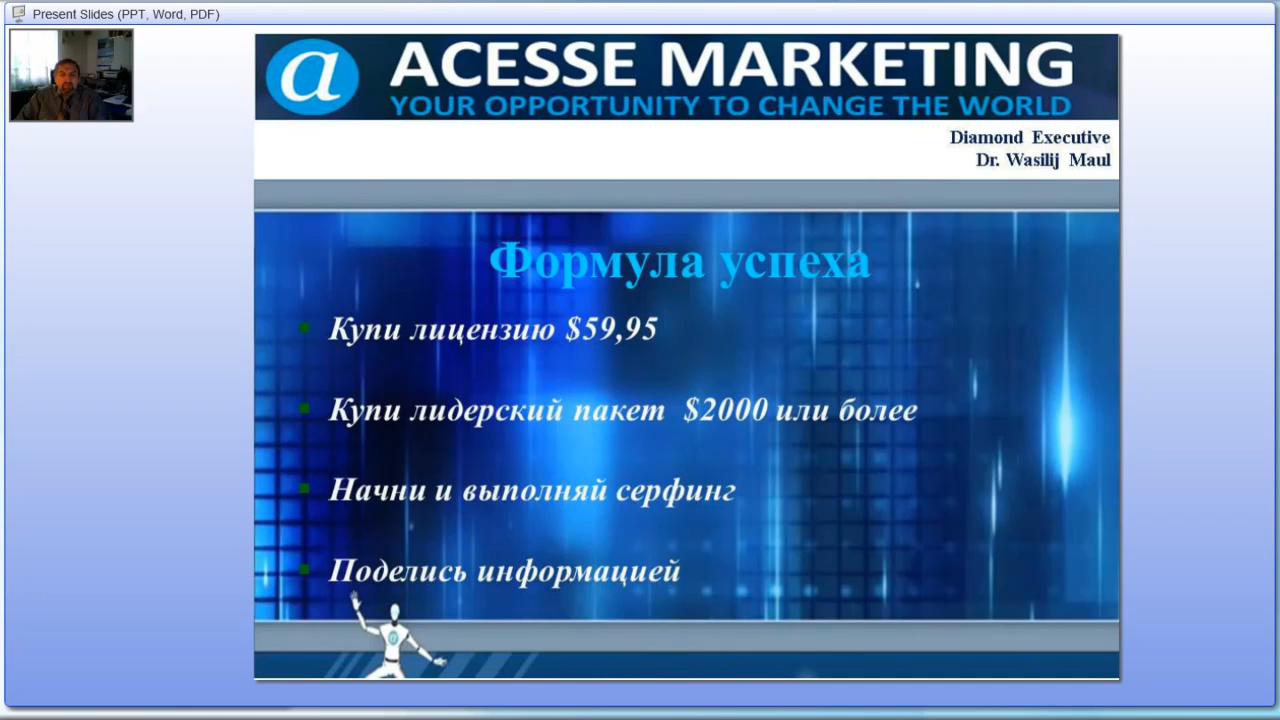 Present Slides (PPT, Word, PDF)
a ACESSE MARKETING
YOUR OPPORTUNITY TO CHANGE THE WORLD
Diamond Executive
Dr. Wasilij Maul
Формула успеха
Купи лицензию $59,95
Купи лидерский пакет $2000 или более
Начни и выполняй серфинг
Поделись информацией